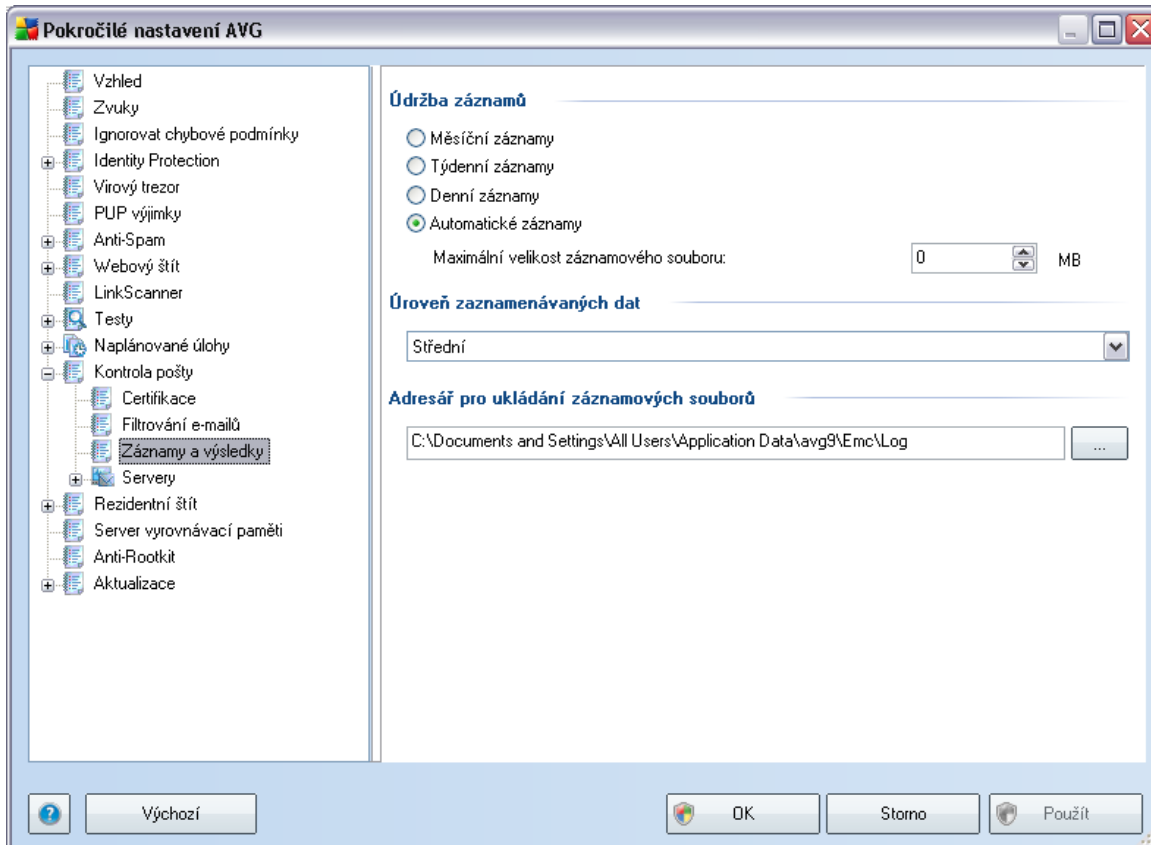 Pokročilé nastavení AVG
Vzhled
Zvuky
Ignorovat chybové podmínky
Identity Protection
Virový trezor
PUP výjimky
Anti-Spam
Webový štít
LinkScanner
Testy
Naplánované úlohy
Kontrola pošty
Certifikace
Filtrování e-mailů
Záznamy a výsledky
Servery
Rezidentní štít
Server vyrovnávací paměti
Anti-Rootkit
Aktualizace
Údržba záznamů
Měsíční záznamy
Týdenní záznamy
Denní záznamy
Automatické záznamy
Maximální velikost záznamového souboru: 0 MB
Úroveň zaznamenávaných dat
Střední
Adresář pro ukládání záznamových souborů
C:\Documents and Settings\All Users\Application Data\avg9\Emc\Log ...
? Výchozí OK Storno Použít